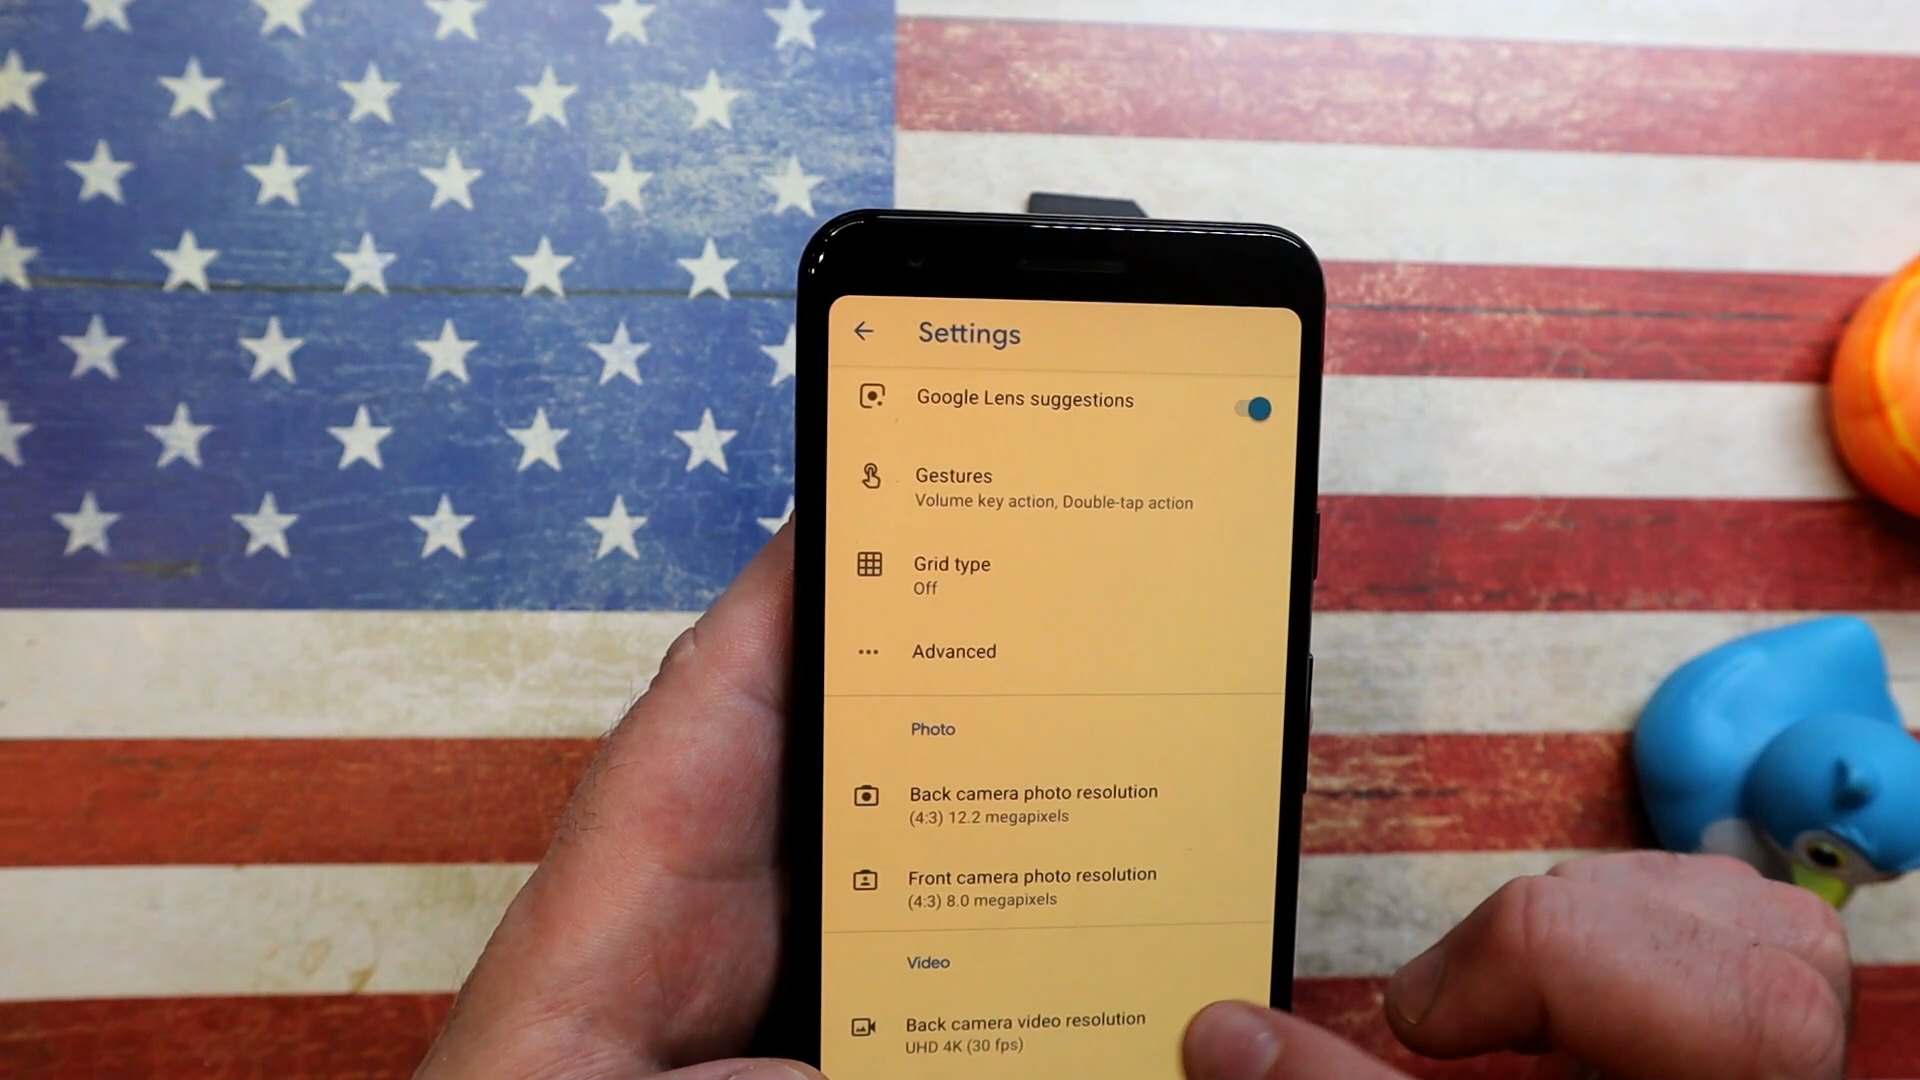 Settings
Google Lens suggestions
Gestures
Volume key action, Double-tap action
Grid type
Off
Advanced
Photo
Back camera photo resolution
(4:3) 12.2 megapixels
Front camera photo resolution
(4:3) 8.0 megapixels
Video
Back camera video resolution
UHD 4K (30 fps)